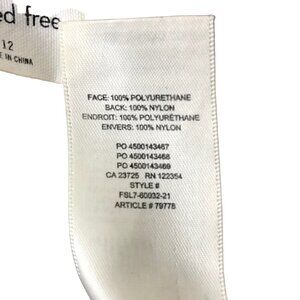 ed free
12
E IN CHINA
FACE: 100% POLYURETHANE
BACK: 100% NYLON
ENDROIT: 100% POLYURÉTHANE
ENVERS: 100% NYLON
PO 4500143467
PO 4500143468
PO 4500143469
CA 23725 RN 122354
STYLE #
FSL7-60032-21
ARTICLE # 79778